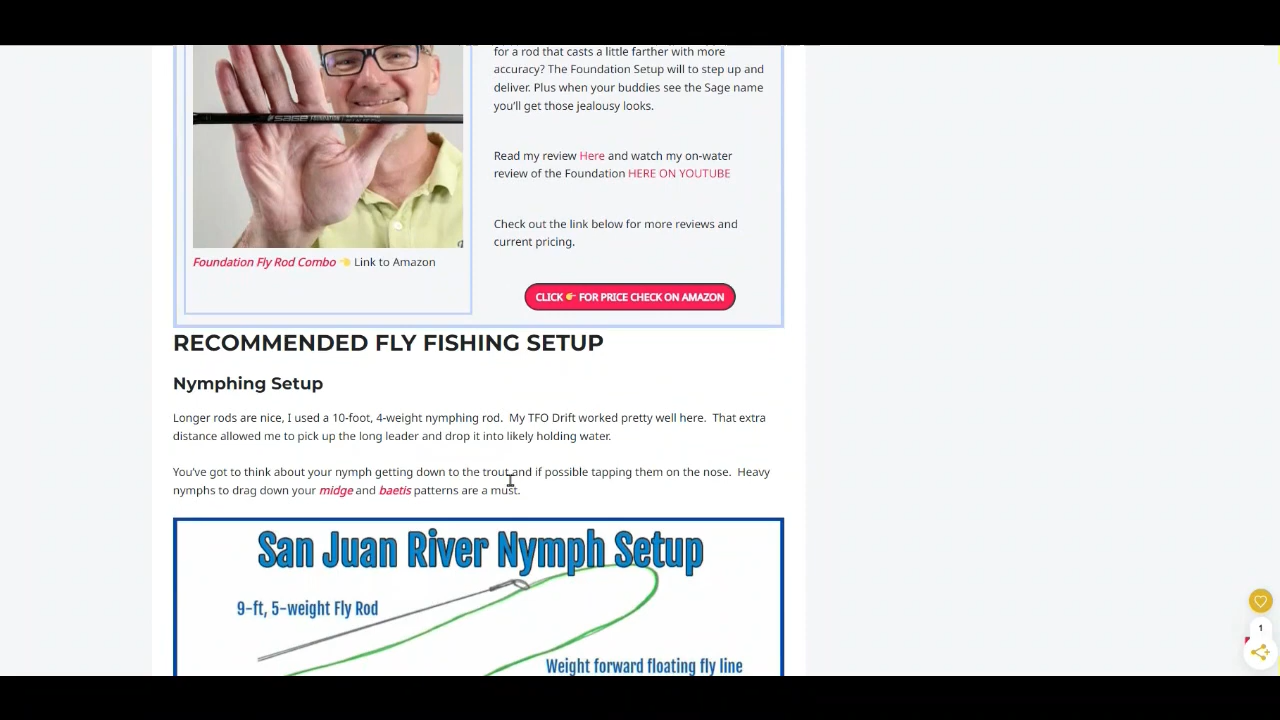 for a rod that casts a little farther with more
accuracy? The Foundation Setup will to step up and
deliver. Plus when your buddies see the Sage name
you'll get those jealousy looks.
SAGE FOUNDATION
Read my review Here and watch my on-water
review of the Foundation HERE ON YOUTUBE
Check out the link below for more reviews and
current pricing.
Foundation Fly Rod Combo 👈 Link to Amazon
CLICK 👉 FOR PRICE CHECK ON AMAZON
RECOMMENDED FLY FISHING SETUP
Nymphing Setup
Longer rods are nice, I used a 10-foot, 4-weight nymphing rod. My TFO Drift worked pretty well here. That extra
distance allowed me to pick up the long leader and drop it into likely holding water.
You've got to think about your nymph getting down to the trout and if possible tapping them on the nose. Heavy
nymphs to drag down your midge and baetis patterns are a must.
San Juan River Nymph Setup
9-ft, 5-weight Fly Rod
Weight forward floating fly line
1